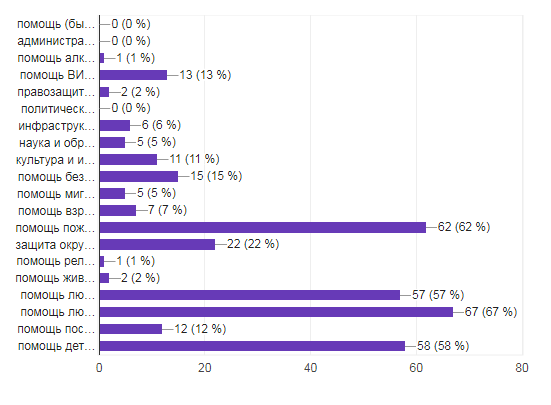 помощь (бы... 0 (0 %)
администра... 0 (0 %)
помощь алк... 1 (1 %)
помощь ВИ... 13 (13 %)
правозащит... 2 (2 %)
политическ... 0 (0 %)
инфраструк... 6 (6 %)
наука и обр... 5 (5 %)
культура и и... 11 (11 %)
помощь без... 15 (15 %)
помощь миг... 5 (5 %)
помощь взр... 7 (7 %)
помощь пож... 62 (62 %)
защита окру... 22 (22 %)
помощь рел... 1 (1 %)
помощь жив... 2 (2 %)
помощь лю... 57 (57 %)
помощь лю... 67 (67 %)
помощь пос... 12 (12 %)
помощь дет... 58 (58 %)
0 20 40 60 80